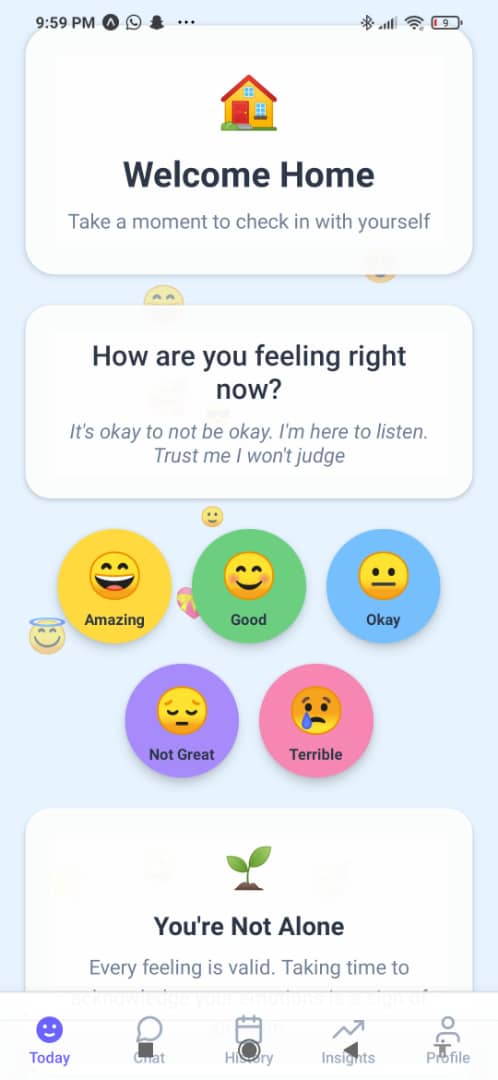 9:59 PM
9
Welcome Home
Take a moment to check in with yourself
How are you feeling right
now?
It's okay to not be okay. I'm here to listen.
Trust me I won't judge
Amazing
Good
Okay
Not Great
Terrible
You're Not Alone
Every feeling is valid. Taking time to
acknowledge your emotions is a sign of
Today
Chat
History
Insights
Profile